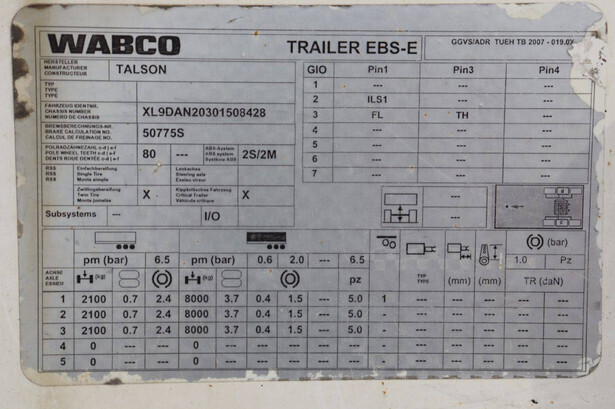 WABCO
TRAILER EBS-E
GGVS/ADR TUEH TB 2007 - 019.0
HERSTELLER
MANUFACTURER
CONSTRUCTEUR
TALSON
TYP
TYPE
TYPE
---
FAHRZEUG IDENTNR.
CHASSIS NUMBER
NUMERO DE CHASSIS
XL9DAN20301508428
BREMSBERECHNUNGS-NR.
BRAKE CALCULATION NO.
CALCUL DE FREINAGE NO.
50775S
POLRADZÄHNEZAHL c-d | e-f
POLE WHEEL TEETH c-d | e-f
DENTS ROUE DENTÉE c-d | e-f
80 ---
ABS-System
ABS system
Système ABS
2S/2M
RSS Einfachbereifung
RSS Single Tire
RSS Monte simple
---
Lenkachse
Steering axle
Essieu vireur
---
Zwillingsbereifung
Twin Tire
Monte jumelée
X
Kippkritisches Fahrzeug
Critical Trailer
Véhicule critique
X
Subsystems --- I/O
GIO Pin1 Pin3 Pin4
1 --- --- ---
2 ILS1 --- ---
3 FL TH ---
4 --- --- ---
5 --- --- ---
6 --- --- ---
7 --- --- ---
---
---
pm (bar) 6.5 pm (bar) 0.6 2.0 --- 6.5
ACHSE
AXLE
ESSIEU
(kg) (kg) pz
TYP
TYPE
(mm) (mm)
(bar)
1.0 Pz
TR (daN)
1 2100 0.7 2.4 8000 3.7 0.4 1.5 --- 5.0 1 --- --- --- --- ---
2 2100 0.7 2.4 8000 3.7 0.4 1.5 --- 5.0 - --- --- --- --- ---
3 2100 0.7 2.4 8000 3.7 0.4 1.5 --- 5.0 - --- --- --- --- ---
4 0 --- --- 0 --- --- --- --- --- - --- --- --- --- ---
5 0 --- --- 0 --- --- --- --- --- - --- --- --- --- ---